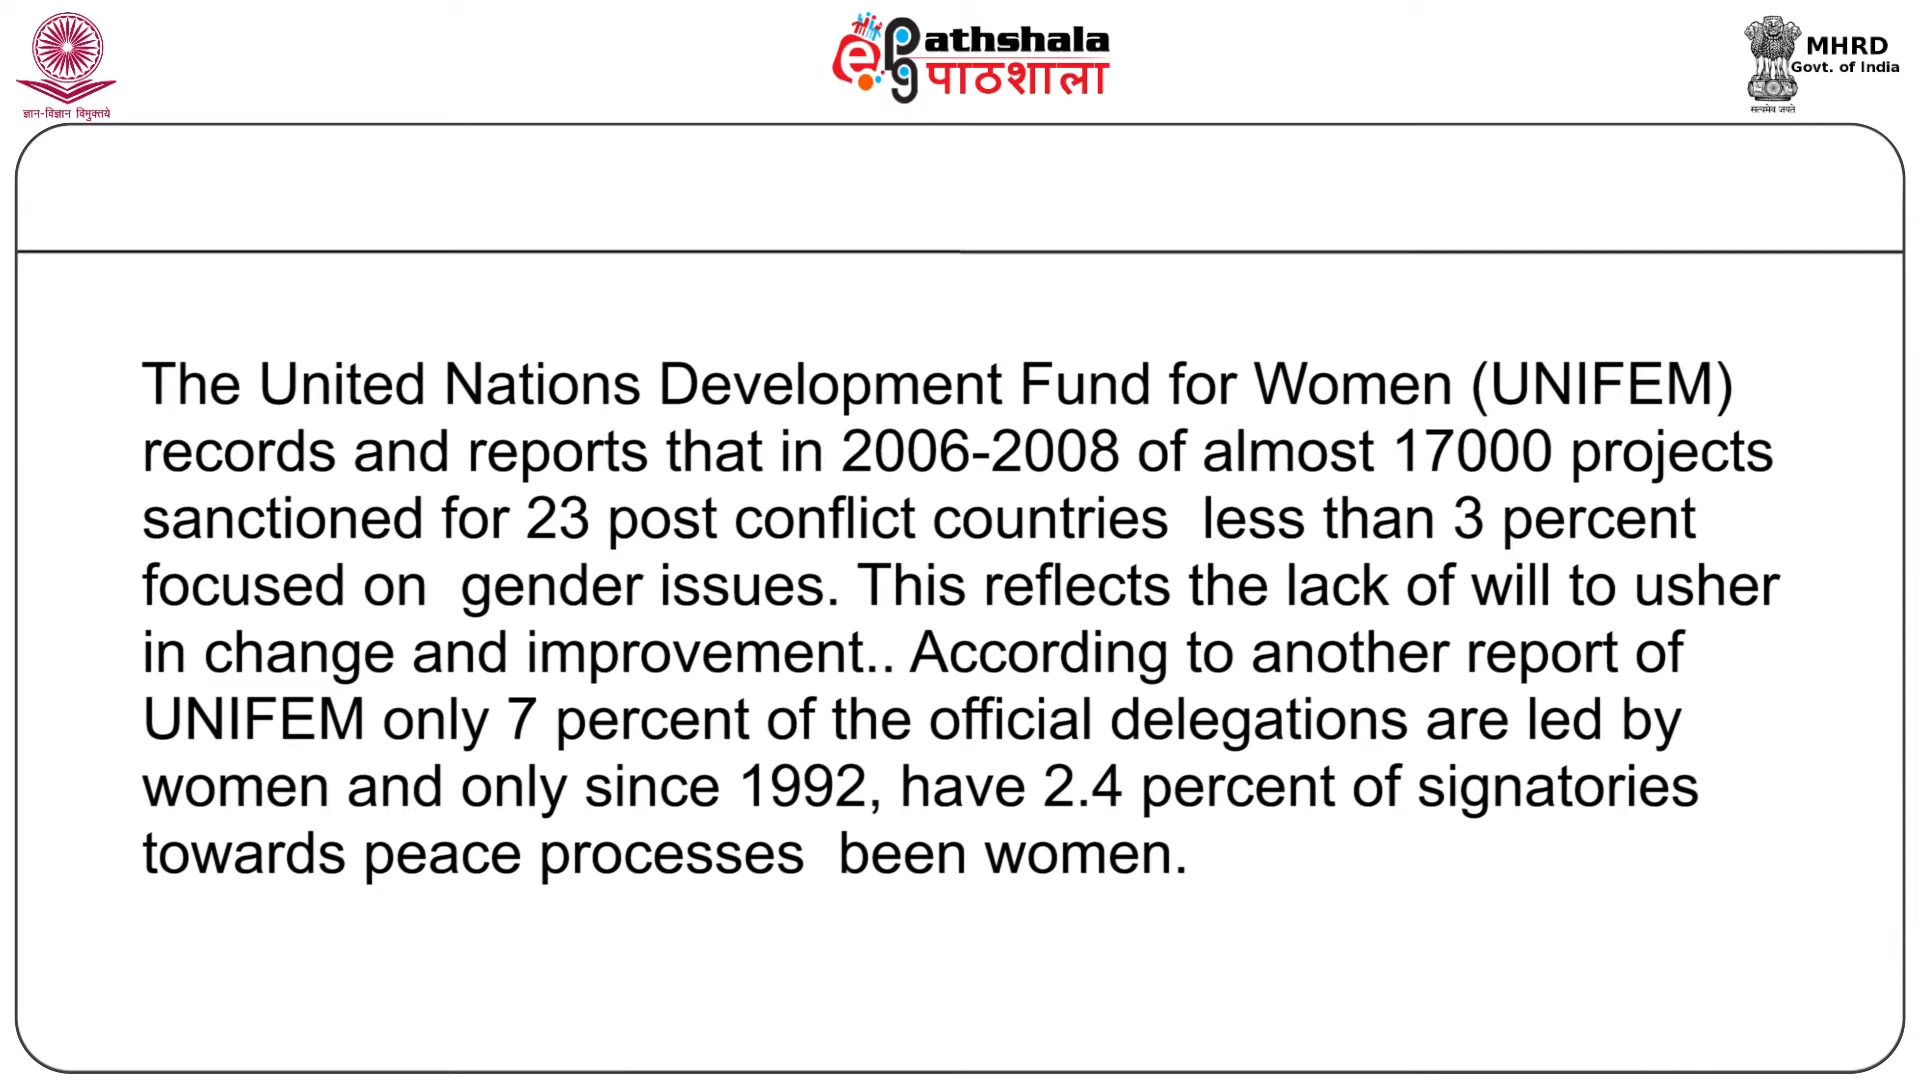 ज्ञान-विज्ञान विमुक्तये
ePG Pathshala
पाठशाला
MHRD
Govt. of India
सत्यमेव जयते
The United Nations Development Fund for Women (UNIFEM)
records and reports that in 2006-2008 of almost 17000 projects
sanctioned for 23 post conflict countries  less than 3 percent
focused on  gender issues. This reflects the lack of will to usher
in change and improvement.. According to another report of
UNIFEM only 7 percent of the official delegations are led by
women and only since 1992, have 2.4 percent of signatories
towards peace processes  been women.